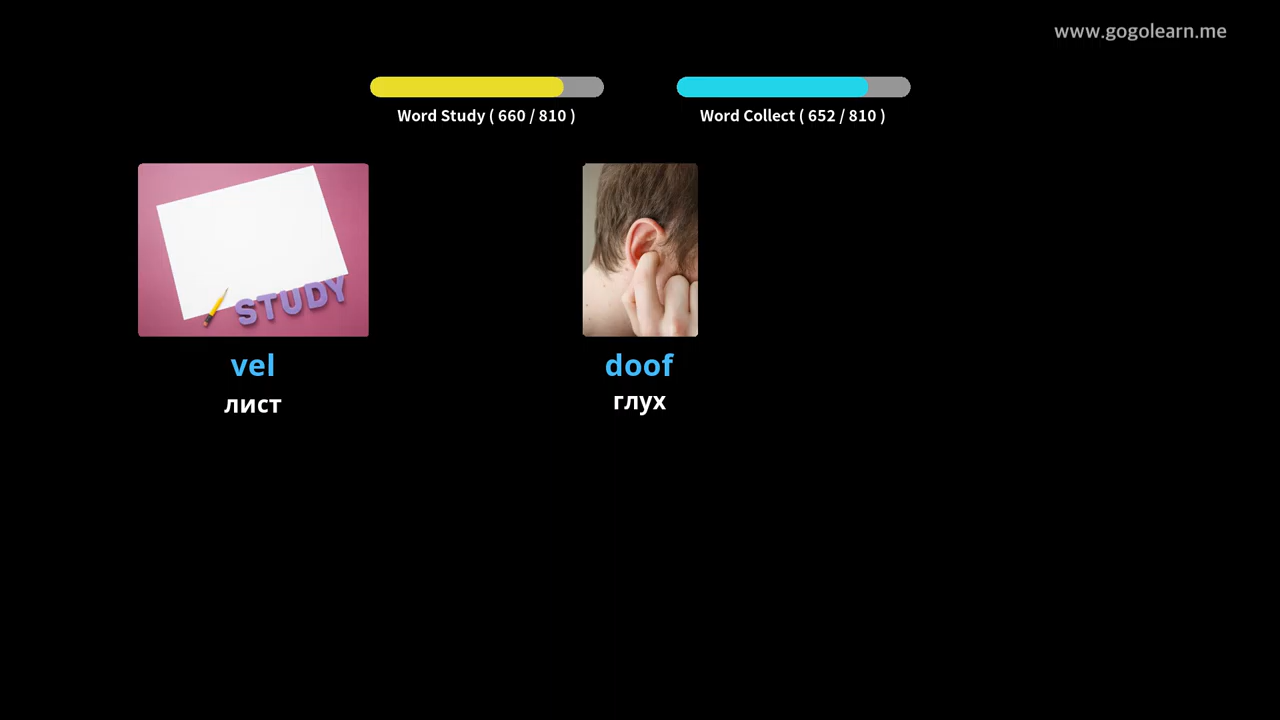 www.gogolearn.me
Word Study ( 660 / 810 )
Word Collect ( 652 / 810 )
STUDY
vel
лист
doof
глух